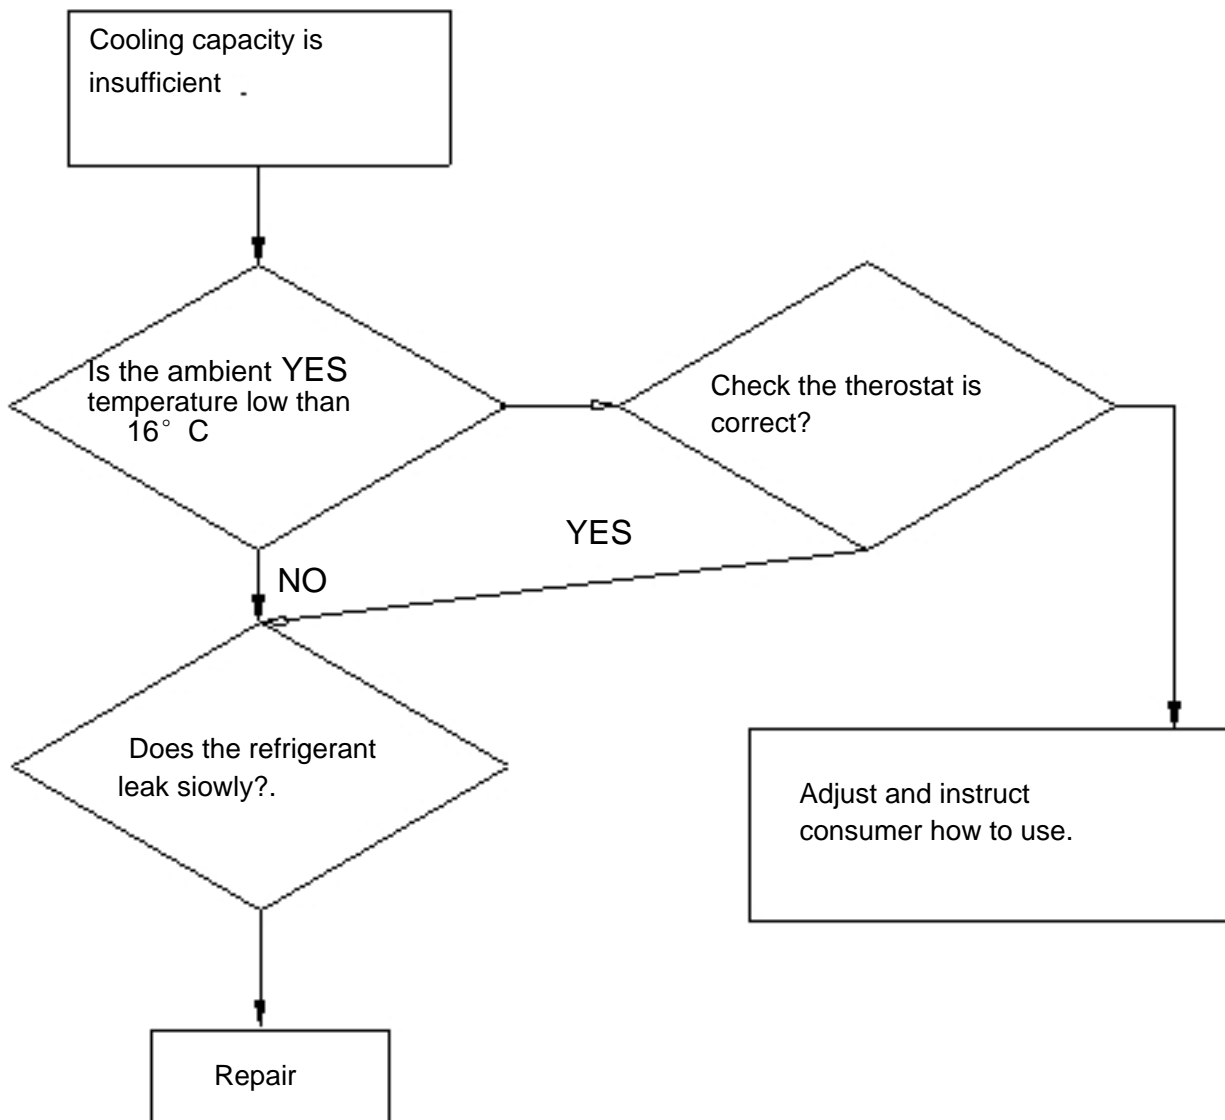 Cooling capacity is
insufficient .
Is the ambient YES
temperature low than
16° C
Check the therostat is
correct?
YES
NO
Does the refrigerant
leak siowly?.
Adjust and instruct
consumer how to use.
Repair